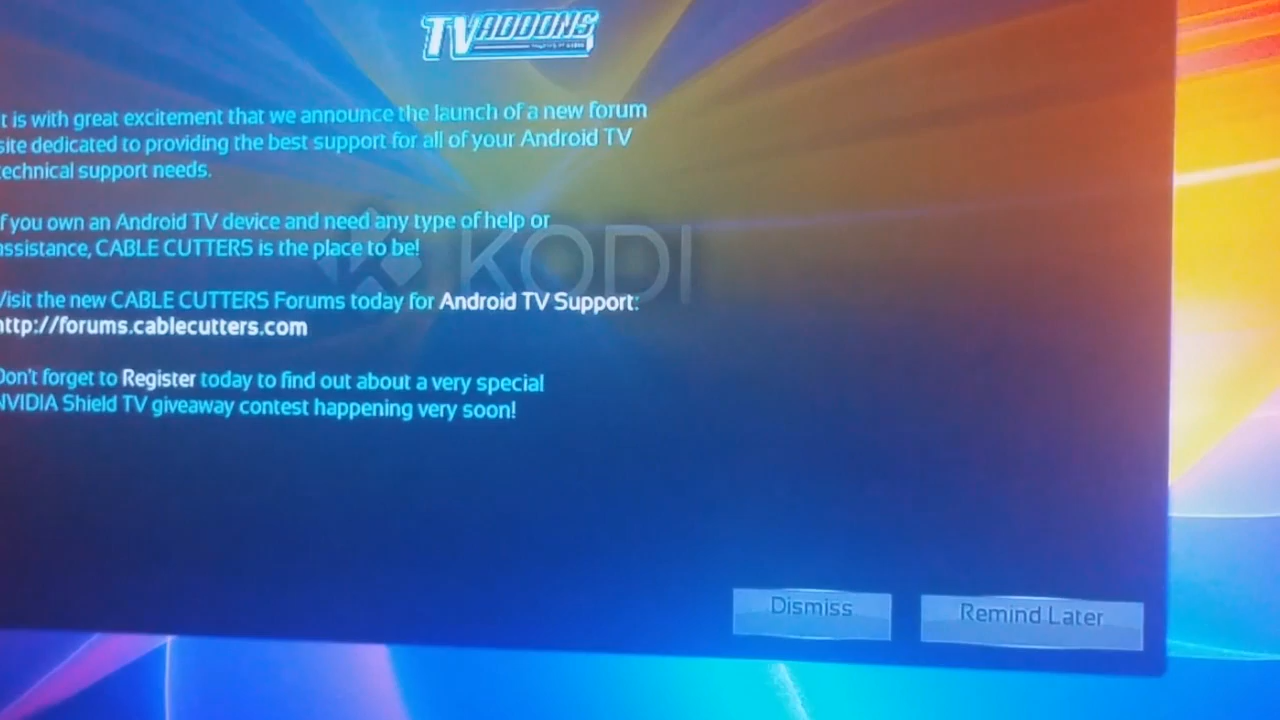 TV ADDONS
t is with great excitement that we announce the launch of a new forum
site dedicated to providing the best support for all of your Android TV
technical support needs.
f you own an Android TV device and need any type of help or
assistance, CABLE CUTTERS is the place to be!
KODI
Visit the new CABLE CUTTERS Forums today for Android TV Support:
http://forums.cablecutters.com
Don't forget to Register today to find out about a very special
NVIDIA Shield TV giveaway contest happening very soon!
Dismiss
Remind Later